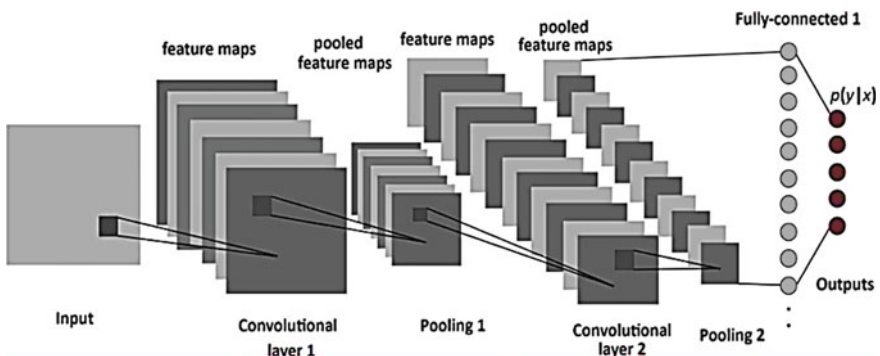 Fully-connected 1
feature maps
pooled
feature maps
feature maps
pooled
feature maps
p(y|x)
Input
Convolutional
layer 1
Pooling 1
Convolutional
layer 2
Pooling 2
Outputs